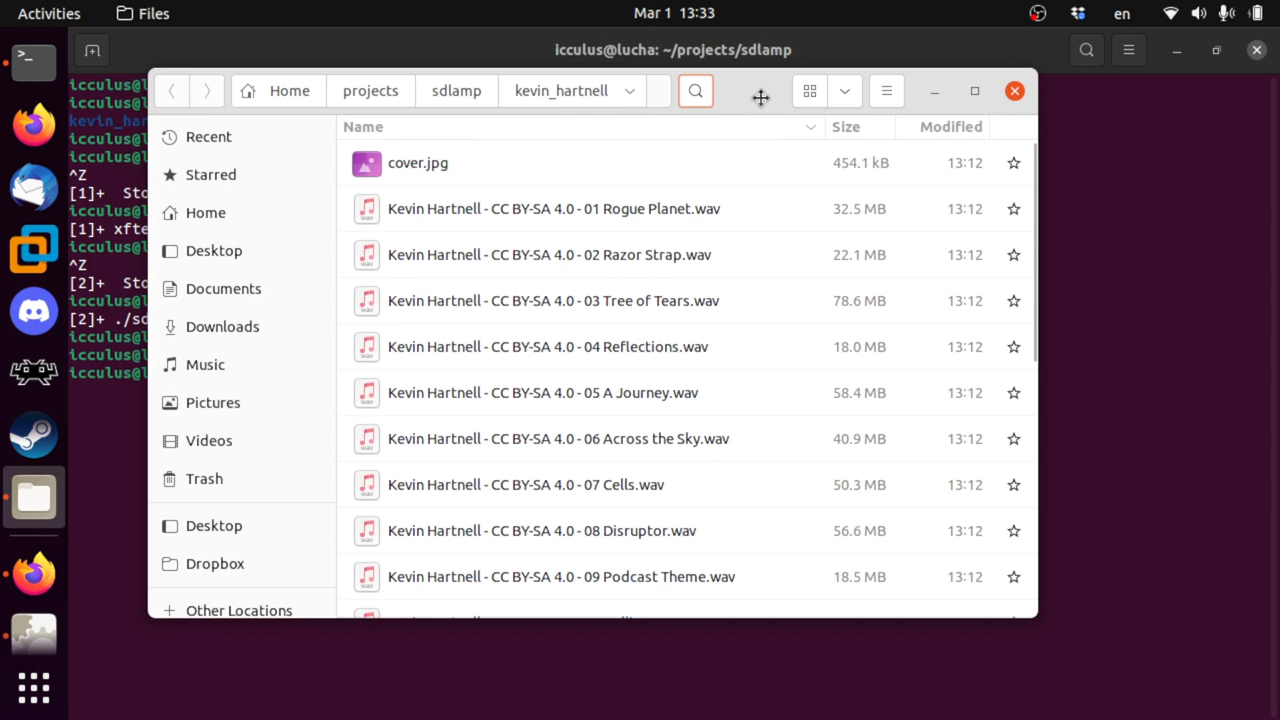 Activities Files Mar 1 13:33 en
icculus@lucha: ~/projects/sdlamp
icculus@l
kevin_har
icculus@l
icculus@l
^Z
[1]+ Sto
icculus@l
[1]+ xfte
icculus@l
^Z
[2]+ Sto
icculus@l
[2]+ ./sd
icculus@l
icculus@l
icculus@l
Home projects sdlamp kevin_hartnell
Recent
Starred
Home
Desktop
Documents
Downloads
Music
Pictures
Videos
Trash
Desktop
Dropbox
Other Locations
Name Size Modified
cover.jpg 454.1 kB 13:12
Kevin Hartnell - CC BY-SA 4.0 - 01 Rogue Planet.wav 32.5 MB 13:12
Kevin Hartnell - CC BY-SA 4.0 - 02 Razor Strap.wav 22.1 MB 13:12
Kevin Hartnell - CC BY-SA 4.0 - 03 Tree of Tears.wav 78.6 MB 13:12
Kevin Hartnell - CC BY-SA 4.0 - 04 Reflections.wav 18.0 MB 13:12
Kevin Hartnell - CC BY-SA 4.0 - 05 A Journey.wav 58.4 MB 13:12
Kevin Hartnell - CC BY-SA 4.0 - 06 Across the Sky.wav 40.9 MB 13:12
Kevin Hartnell - CC BY-SA 4.0 - 07 Cells.wav 50.3 MB 13:12
Kevin Hartnell - CC BY-SA 4.0 - 08 Disruptor.wav 56.6 MB 13:12
Kevin Hartnell - CC BY-SA 4.0 - 09 Podcast Theme.wav 18.5 MB 13:12